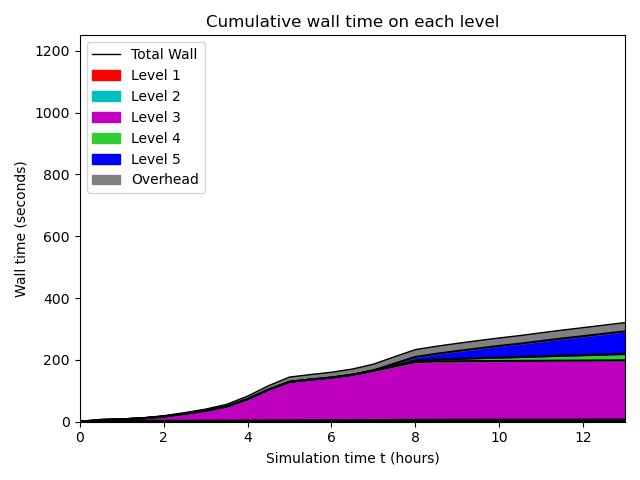 Cumulative wall time on each level
Wall time (seconds)
1200
1000
800
600
400
200
0
Total Wall
Level 1
Level 2
Level 3
Level 4
Level 5
Overhead
0 2 4 6 8 10 12
Simulation time t (hours)